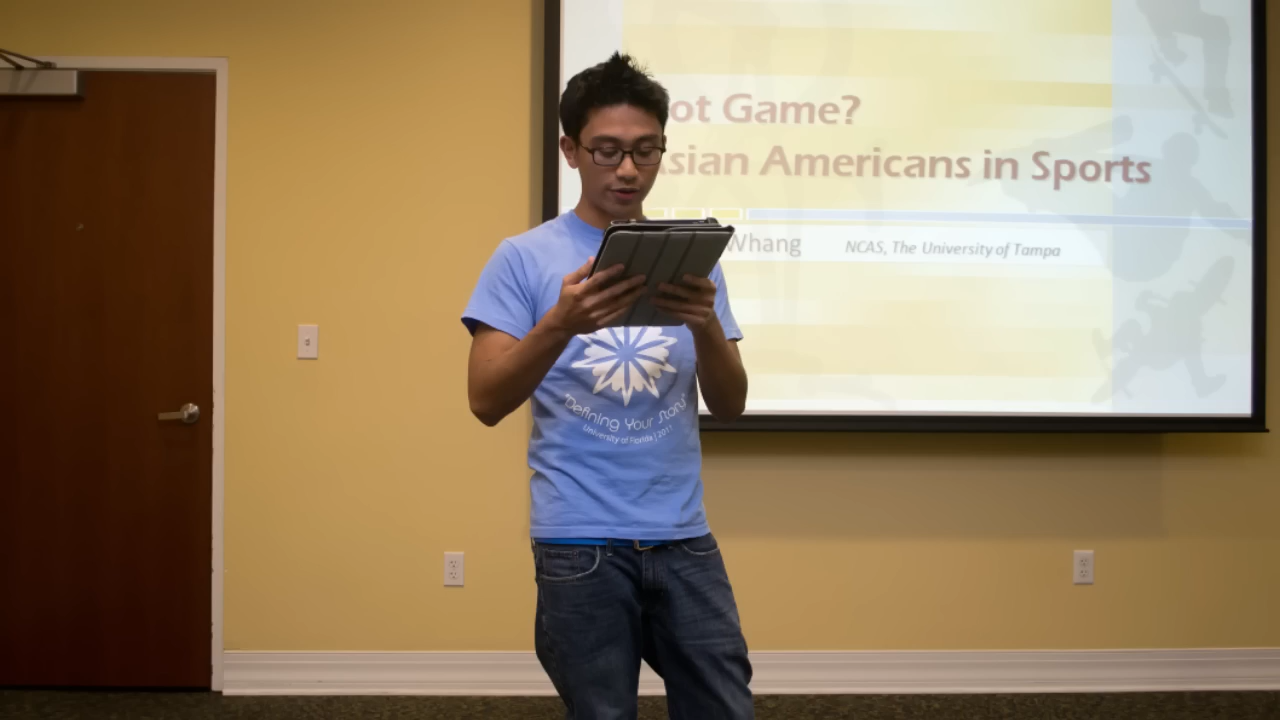 ot Game?
sian Americans in Sports
Whang NCAS, The University of Tampa
"Defining Your Story"
University of Florida | 2011